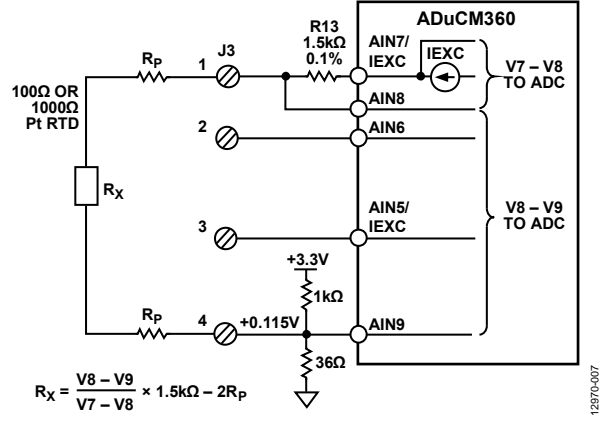 ADuCM360
R13
1.5kΩ
0.1%
J3
RP
1
AIN7/
IEXC
IEXC
V7 – V8
TO ADC
100Ω OR
1000Ω
Pt RTD
AIN8
2
AIN6
RX
3
AIN5/
IEXC
V8 – V9
TO ADC
+3.3V
1kΩ
RP
4
+0.115V
AIN9
36Ω
RX = V8 – V9 / V7 – V8 × 1.5kΩ – 2RP
12970-007